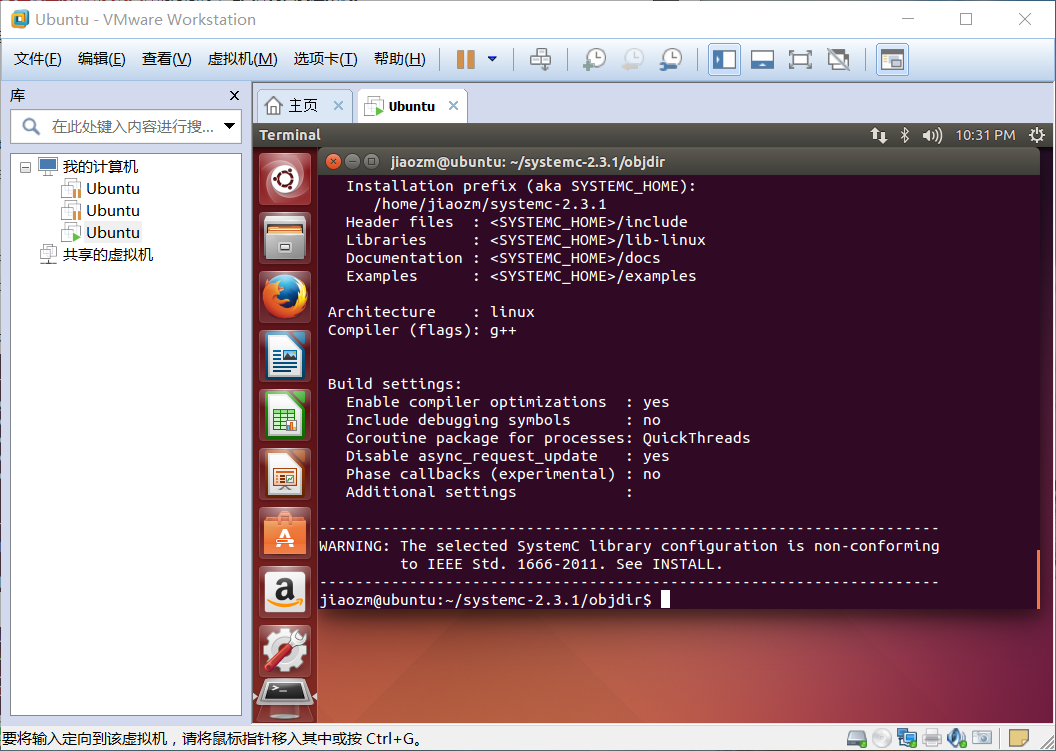 Ubuntu - VMware Workstation
文件(F) 编辑(E) 查看(V) 虚拟机(M) 选项卡(T) 帮助(H)
库
在此处键入内容进行搜...
我的计算机
Ubuntu
Ubuntu
Ubuntu
共享的虚拟机
主页 Ubuntu
Terminal 10:31 PM
jiaozm@ubuntu: ~/systemc-2.3.1/objdir
Installation prefix (aka SYSTEMC_HOME):
/home/jiaozm/systemc-2.3.1
Header files : <SYSTEMC_HOME>/include
Libraries : <SYSTEMC_HOME>/lib-linux
Documentation : <SYSTEMC_HOME>/docs
Examples : <SYSTEMC_HOME>/examples
Architecture : linux
Compiler (flags): g++
Build settings:
Enable compiler optimizations : yes
Include debugging symbols : no
Coroutine package for processes: QuickThreads
Disable async_request_update : yes
Phase callbacks (experimental) : no
Additional settings :
---------------------------------------------------------------------
WARNING: The selected SystemC library configuration is non-conforming
to IEEE Std. 1666-2011. See INSTALL.
---------------------------------------------------------------------
jiaozm@ubuntu:~/systemc-2.3.1/objdir$
要将输入定向到该虚拟机，请将鼠标指针移入其中或按 Ctrl+G。